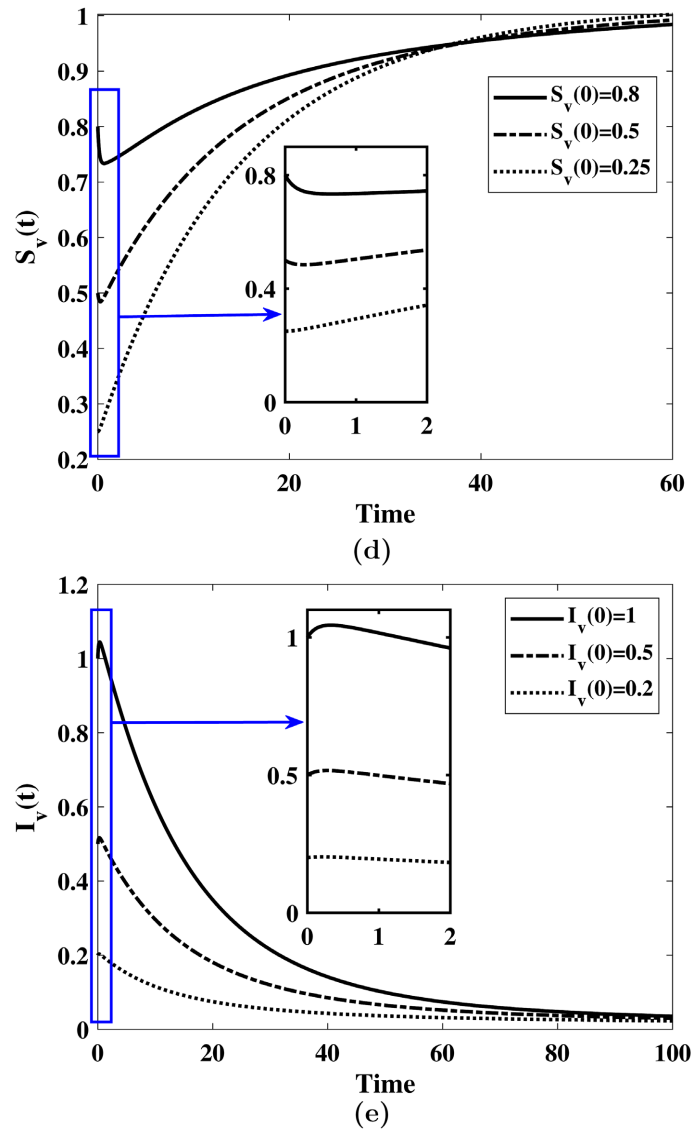 1
0.9
0.8
0.7
0.6
0.5
0.4
0.3
0.2
S_v(t)
S_v(0)=0.8
S_v(0)=0.5
S_v(0)=0.25
0.8
0.4
0
0 1 2
0 20 40 60
Time
(d)
1.2
1
0.8
0.6
0.4
0.2
0
I_v(t)
I_v(0)=1
I_v(0)=0.5
I_v(0)=0.2
1
0.5
0
0 1 2
0 20 40 60 80 100
Time
(e)